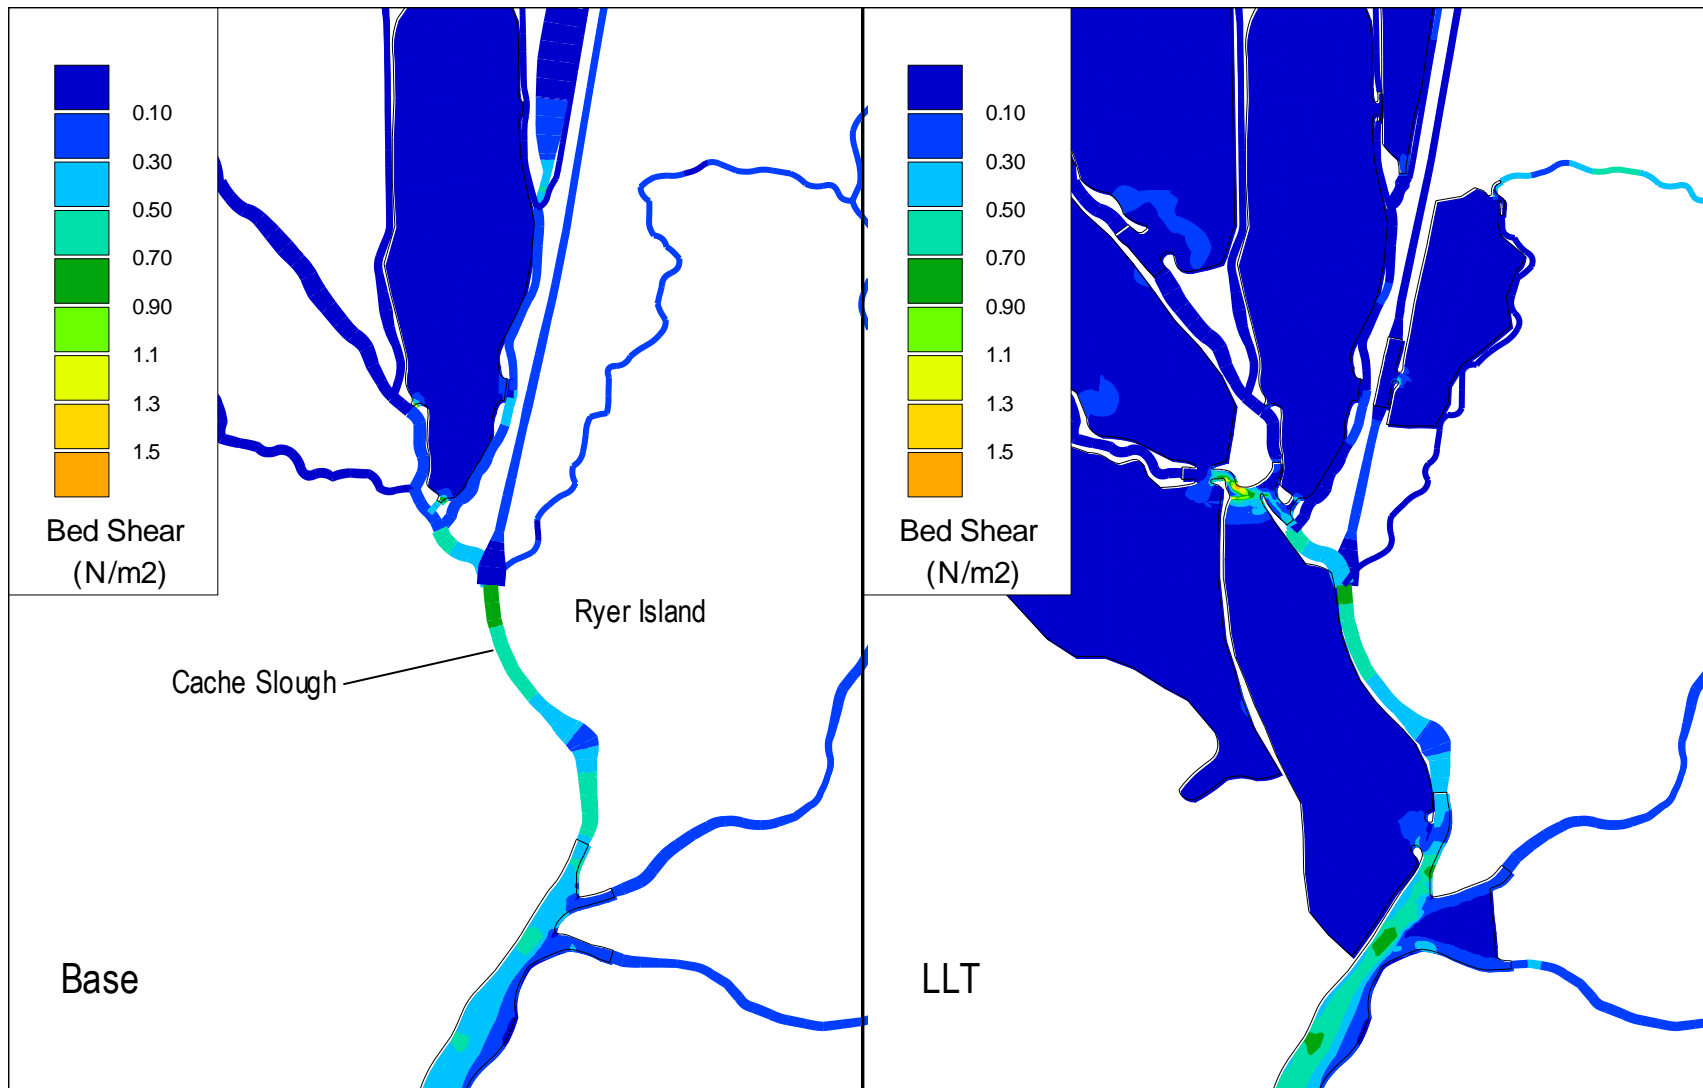 0.10
0.30
0.50
0.70
0.90
1.1
1.3
1.5
Bed Shear
(N/m2)
Ryer Island
Cache Slough
Base
0.10
0.30
0.50
0.70
0.90
1.1
1.3
1.5
Bed Shear
(N/m2)
LLT